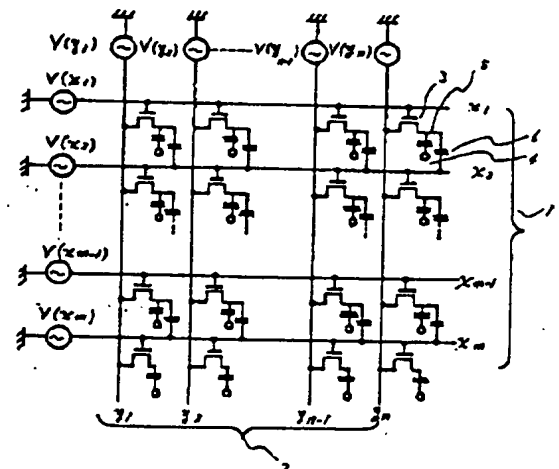 V(y₁) V(y₂) V(yₙ₋₁) V(yₙ)
V(x₁)
3 5
x₁
6
4
V(x₂)
x₂
1
V(xₘ₋₁)
xₘ₋₁
V(xₘ)
xₘ
y₁ y₂ yₙ₋₁ yₙ
2